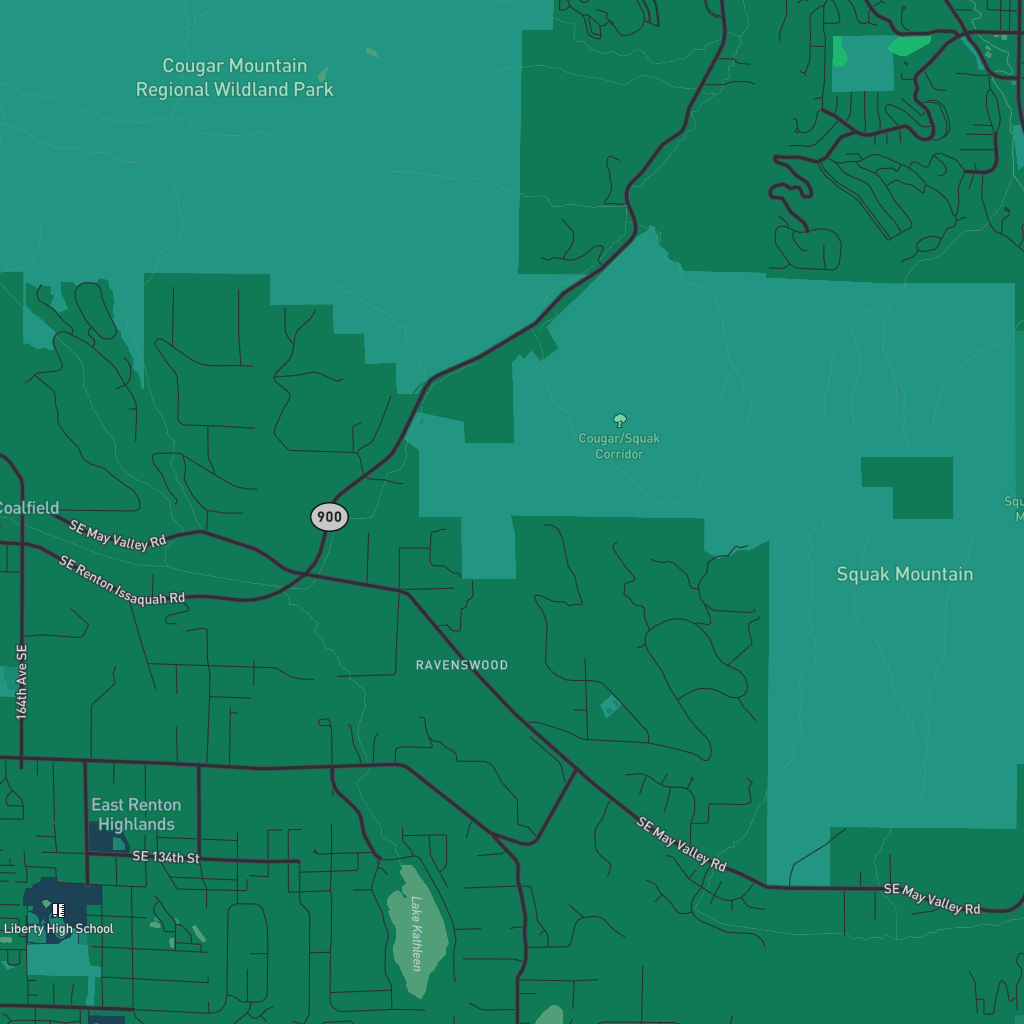 Cougar Mountain
Regional Wildland Park
Cougar/Squak
Corridor
Squ
M
Coalfield
900
SE May Valley Rd
SE Renton Issaquah Rd
Squak Mountain
164th Ave SE
RAVENSWOOD
East Renton
Highlands
SE 134th St
SE May Valley Rd
SE May Valley Rd
Liberty High School
Lake Kathleen